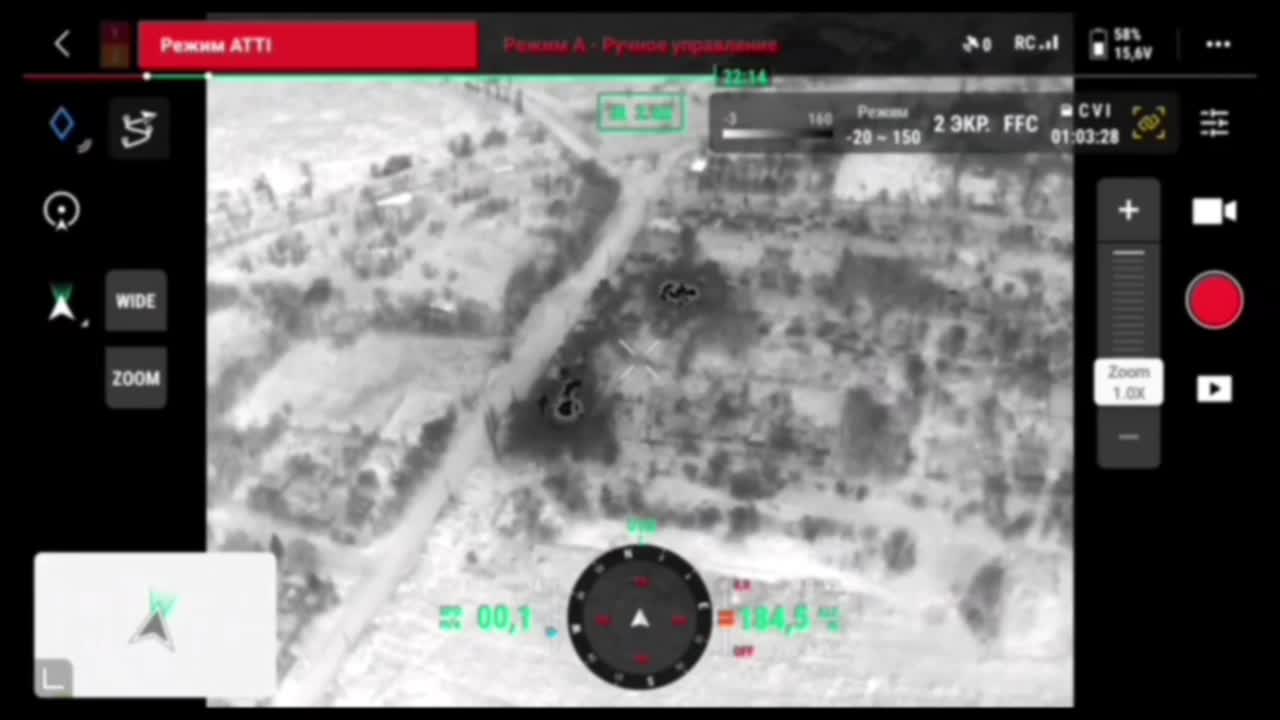 Режим ATTI
Режим А - Ручное управление
0
RC
58%
15,6V
22:14
-3
160
Режим
-20 ~ 150
2 ЭКР.
FFC
CVI
01:03:28
WIDE
ZOOM
Zoom
1.0X
00,1
184,5
OFF
N
E
S